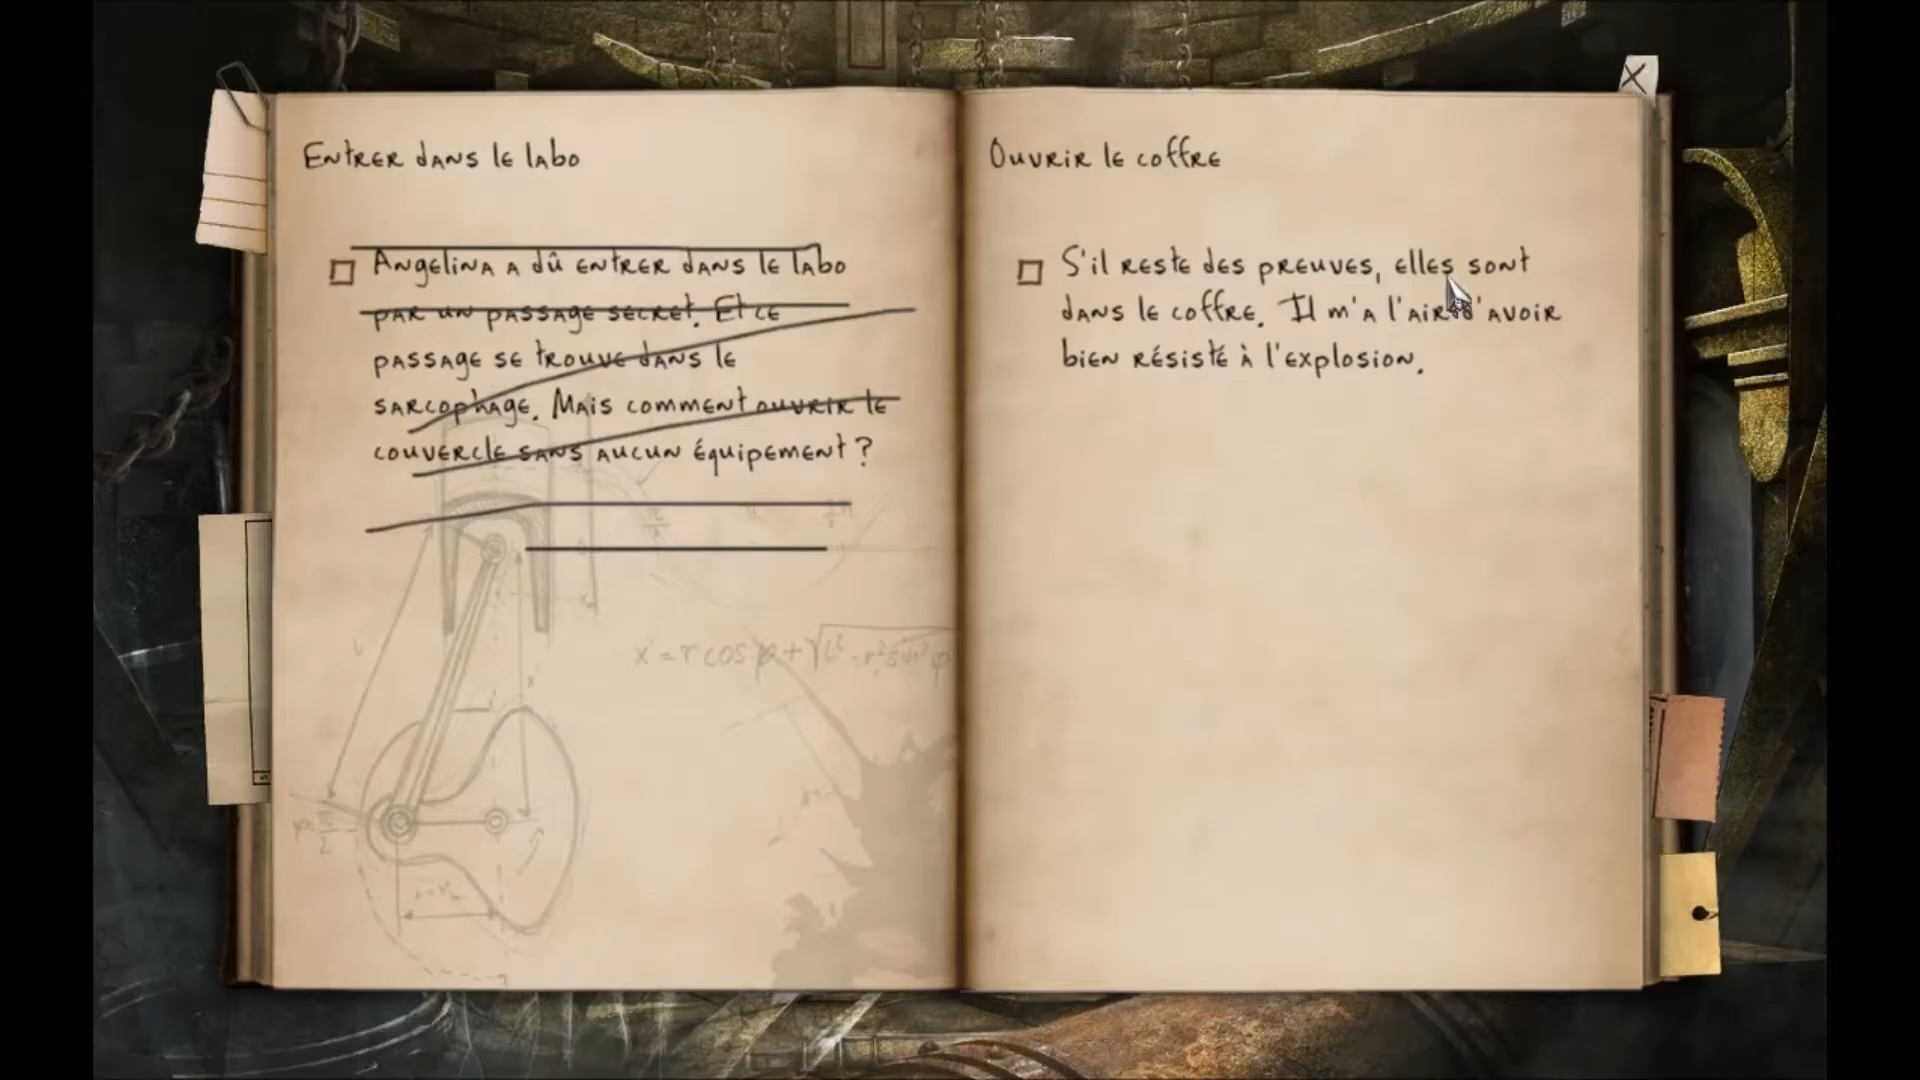 Entrer dans le labo
Angelina a dû entrer dans le labo
par un passage secret. Et ce
passage se trouve dans le
sarcophage. Mais comment ouvrir le
couvercle sans aucun équipement ?
Ouvrir le coffre
S'il reste des preuves, elles sont
dans le coffre. Il m'a l'air d'avoir
bien résisté à l'explosion.